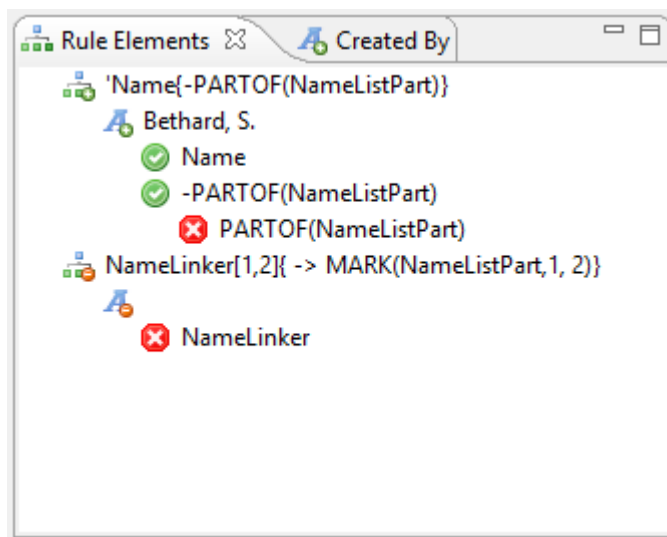 Rule Elements Created By
'Name{-PARTOF(NameListPart)}
Bethard, S.
Name
-PARTOF(NameListPart)
PARTOF(NameListPart)
NameLinker[1,2]{ -> MARK(NameListPart,1, 2)}
NameLinker